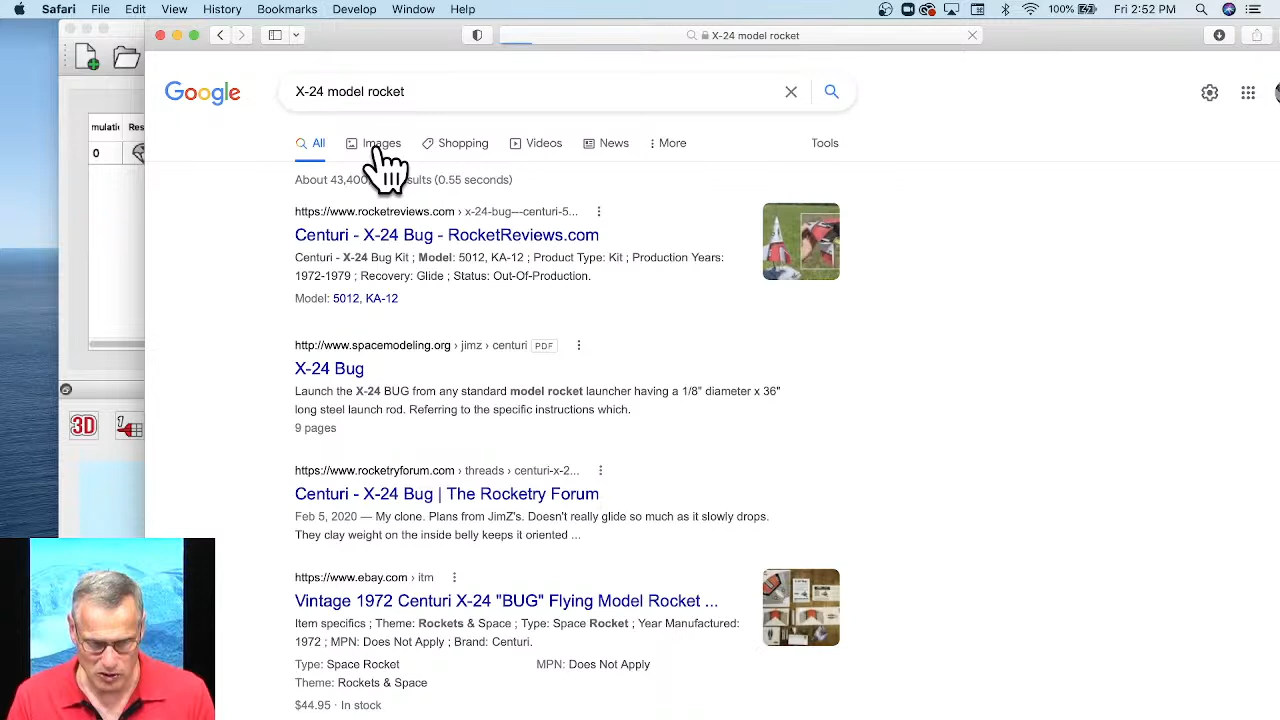 Safari File Edit View History Bookmarks Develop Window Help 100% Fri 2:52 PM
X-24 model rocket
Google
X-24 model rocket
All Images Shopping Videos News More Tools
mulati Res
0
About 43,400 sults (0.55 seconds)
https://www.rocketreviews.com › x-24-bug---centuri-5...
Centuri - X-24 Bug - RocketReviews.com
Centuri - X-24 Bug Kit ; Model: 5012, KA-12 ; Product Type: Kit ; Production Years:
1972-1979 ; Recovery: Glide ; Status: Out-Of-Production.
Model: 5012, KA-12
http://www.spacemodeling.org › jimz › centuri PDF
X-24 Bug
Launch the X-24 BUG from any standard model rocket launcher having a 1/8" diameter x 36"
long steel launch rod. Referring to the specific instructions which.
9 pages
3D
1
https://www.rocketryforum.com › threads › centuri-x-2...
Centuri - X-24 Bug | The Rocketry Forum
Feb 5, 2020 — My clone. Plans from JimZ's. Doesn't really glide so much as it slowly drops.
They clay weight on the inside belly keeps it oriented ...
https://www.ebay.com › itm
Vintage 1972 Centuri X-24 "BUG" Flying Model Rocket ...
Item specifics ; Theme: Rockets & Space ; Type: Space Rocket ; Year Manufactured:
1972 ; MPN: Does Not Apply ; Brand: Centuri.
Type: Space Rocket MPN: Does Not Apply
Theme: Rockets & Space
$44.95 · In stock